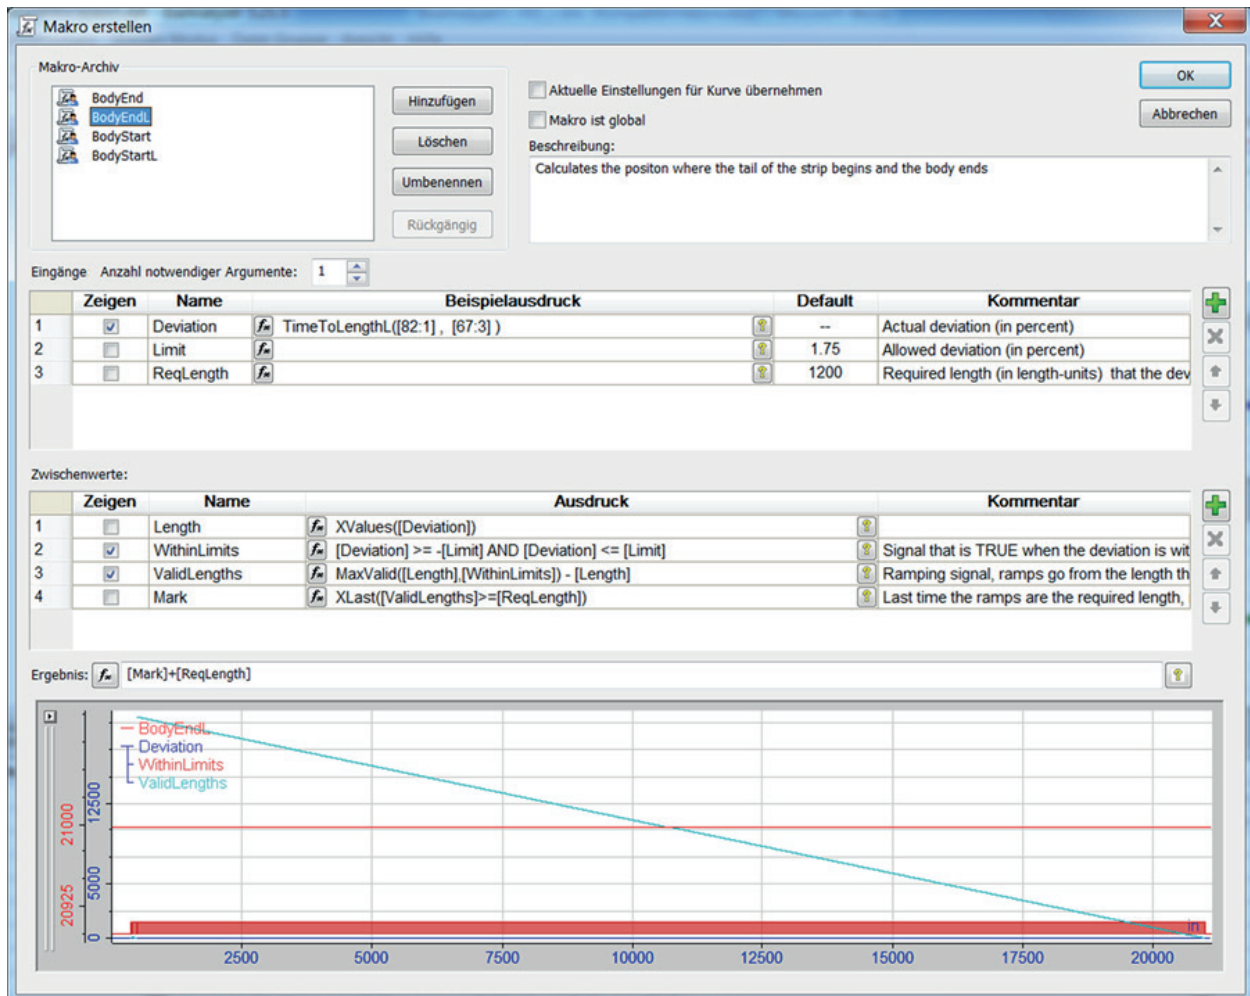 Makro erstellen
Makro-Archiv
BodyEnd
BodyEndL
BodyStart
BodyStartL
Hinzufügen
Löschen
Umbenennen
Rückgängig
Aktuelle Einstellungen für Kurve übernehmen
Makro ist global
Beschreibung:
Calculates the positon where the tail of the strip begins and the body ends
OK
Abbrechen
Eingänge Anzahl notwendiger Argumente: 1
Zeigen Name Beispielausdruck Default Kommentar
1 Deviation TimeToLengthL([82:1] , [67:3] ) -- Actual deviation (in percent)
2 Limit 1.75 Allowed deviation (in percent)
3 ReqLength 1200 Required length (in length-units) that the dev
Zwischenwerte:
Zeigen Name Ausdruck Kommentar
1 Length XValues([Deviation])
2 WithinLimits [Deviation] >= -[Limit] AND [Deviation] <= [Limit] Signal that is TRUE when the deviation is wit
3 ValidLengths MaxValid([Length],[WithinLimits]) - [Length] Ramping signal, ramps go from the length th
4 Mark XLast([ValidLengths]>=[ReqLength]) Last time the ramps are the required length,
Ergebnis: [Mark]+[ReqLength]
BodyEndL
Deviation
WithinLimits
ValidLengths
21000
20925
12500
5000
0
in
2500 5000 7500 10000 12500 15000 17500 20000